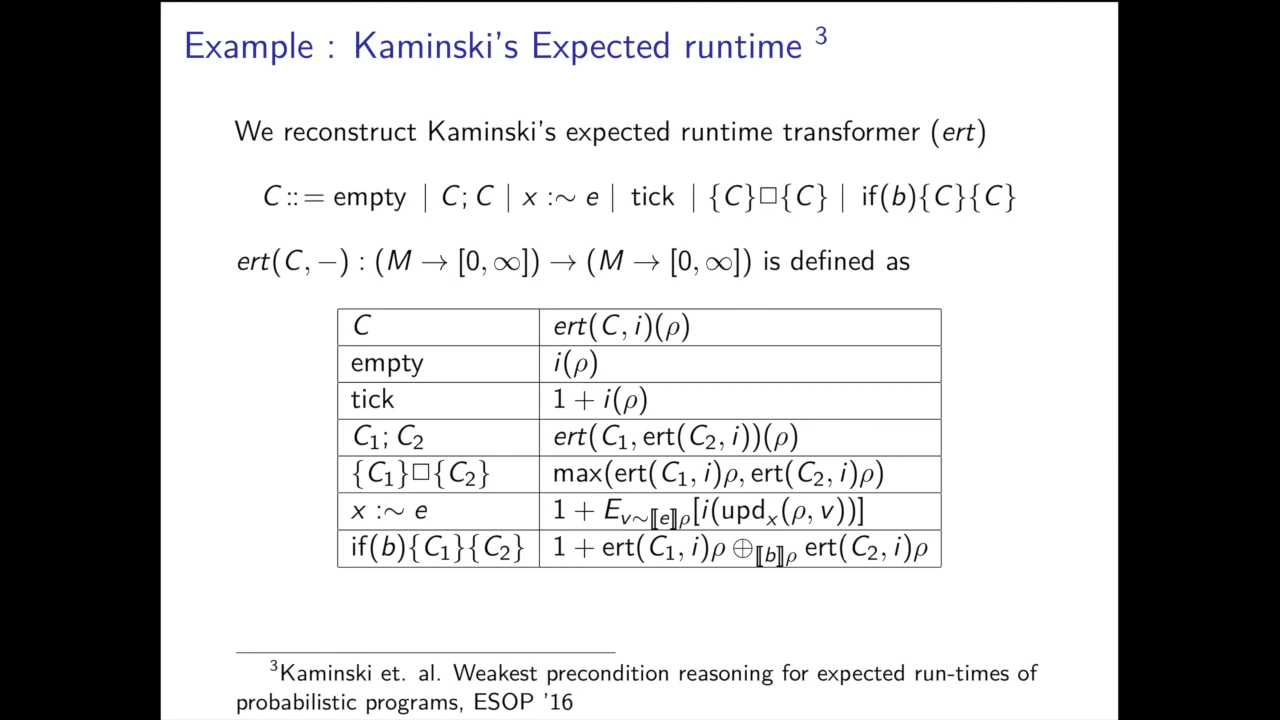 Example : Kaminski's Expected runtime ³
We reconstruct Kaminski's expected runtime transformer (ert)
C ::= empty | C; C | x :∼ e | tick | {C}□{C} | if(b){C}{C}
ert(C, −) : (M → [0, ∞]) → (M → [0, ∞]) is defined as
C ert(C, i)(ρ)
empty i(ρ)
tick 1 + i(ρ)
C₁; C₂ ert(C₁, ert(C₂, i))(ρ)
{C₁}□{C₂} max(ert(C₁, i)ρ, ert(C₂, i)ρ)
x :∼ e 1 + E_{v∼⟦e⟧ρ}[i(upd_x(ρ, v))]
if(b){C₁}{C₂} 1 + ert(C₁, i)ρ ⊕_{⟦b⟧ρ} ert(C₂, i)ρ
³Kaminski et. al. Weakest precondition reasoning for expected run-times of
probabilistic programs, ESOP '16